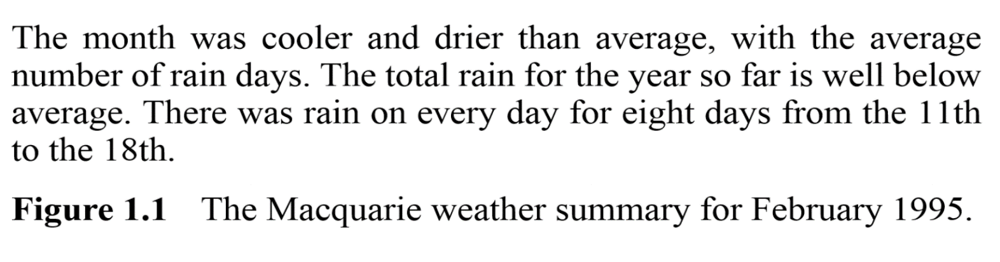 The month was cooler and drier than average, with the average
number of rain days. The total rain for the year so far is well below
average. There was rain on every day for eight days from the 11th
to the 18th.
Figure 1.1 The Macquarie weather summary for February 1995.